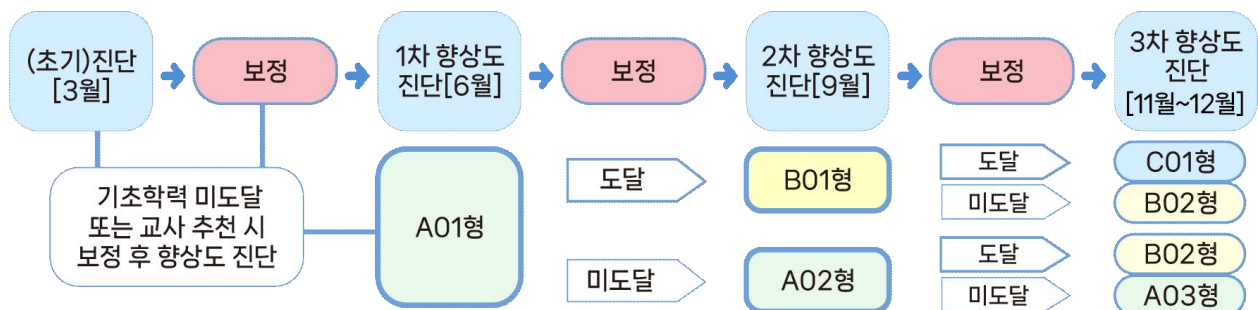 (초기)진단
[3월]
보정
1차 향상도
진단[6월]
보정
2차 향상도
진단[9월]
보정
3차 향상도
진단
[11월~12월]
기초학력 미도달
또는 교사 추천 시
보정 후 향상도 진단
A01형
도달
B01형
도달
C01형
미도달
B02형
미도달
A02형
도달
B02형
미도달
A03형